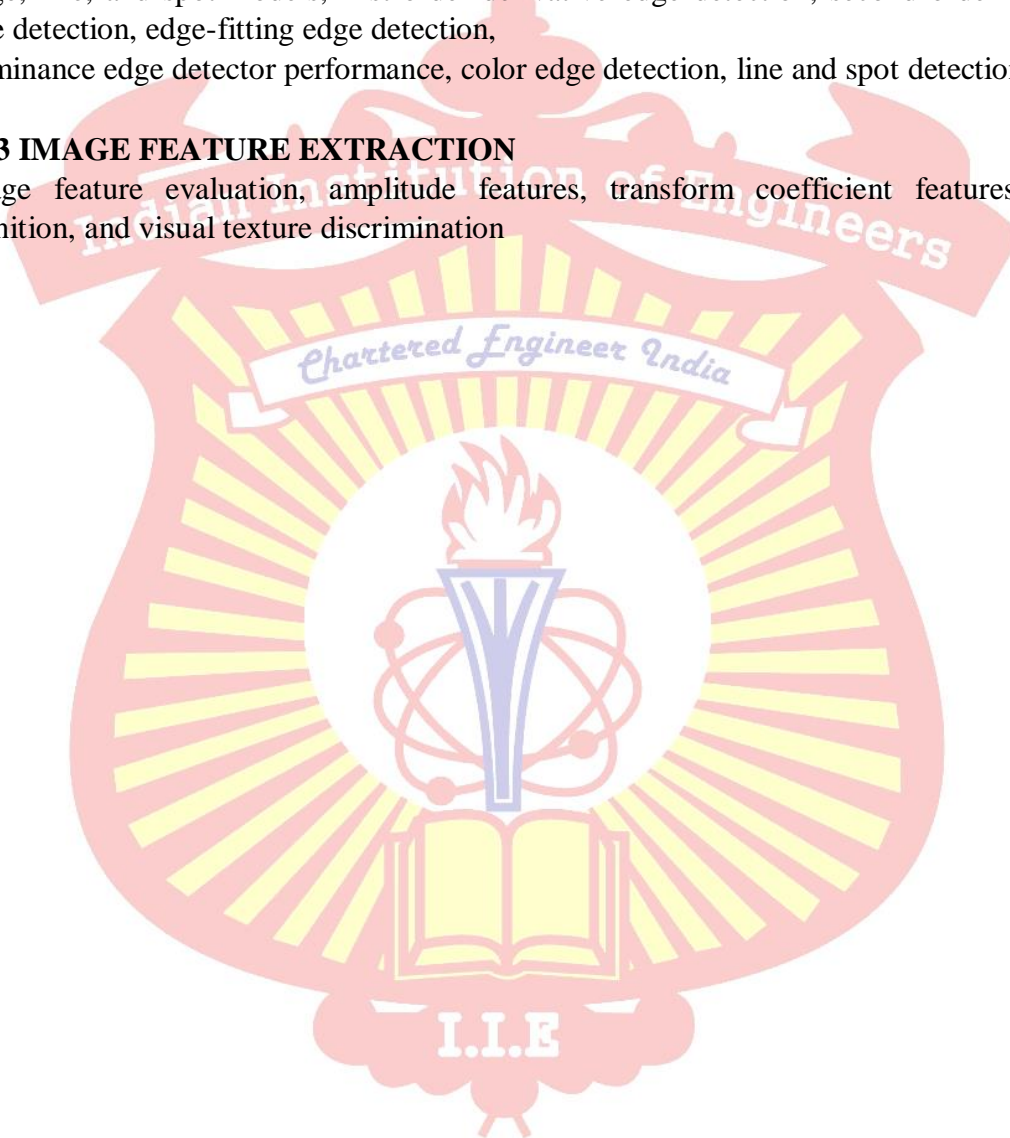 e detection, edge-fitting edge detection,
minance edge detector performance, color edge detection, line and spot detection
3 IMAGE FEATURE EXTRACTION
ge feature evaluation, amplitude features, transform coefficient features
nition, and visual texture discrimination
Indian Institution of Engineers
Chartered Engineer India
I.I.E